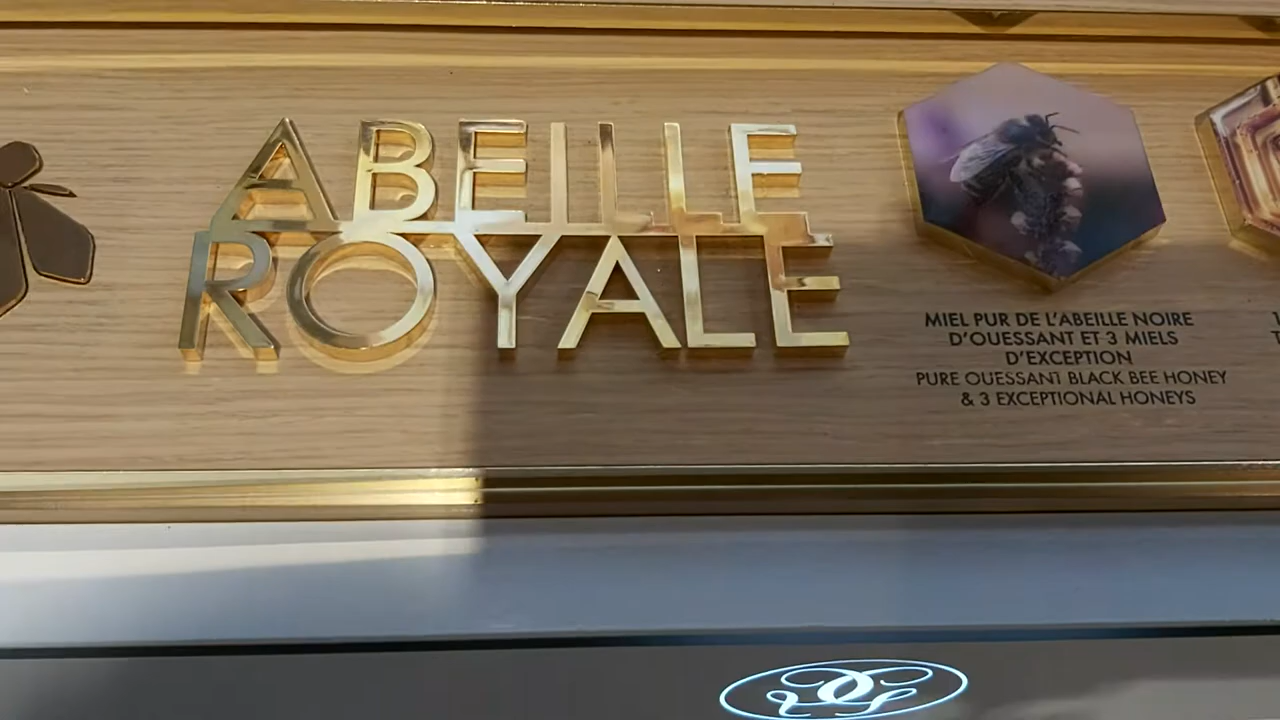 ABEILLE
ROYALE
MIEL PUR DE L'ABEILLE NOIRE
D'OUESSANT ET 3 MIELS
D'EXCEPTION
PURE OUESSANT BLACK BEE HONEY
& 3 EXCEPTIONAL HONEYS